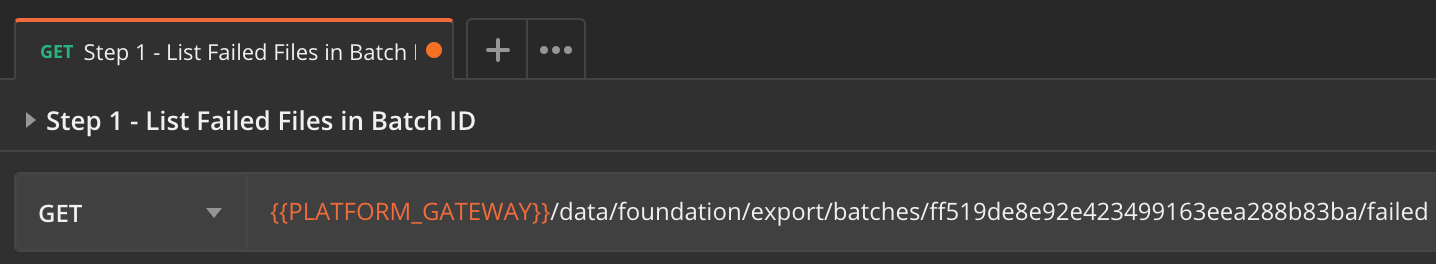 GET Step 1 - List Failed Files in Batch
Step 1 - List Failed Files in Batch ID
GET {{PLATFORM_GATEWAY}}/data/foundation/export/batches/ff519de8e92e423499163eea288b83ba/failed